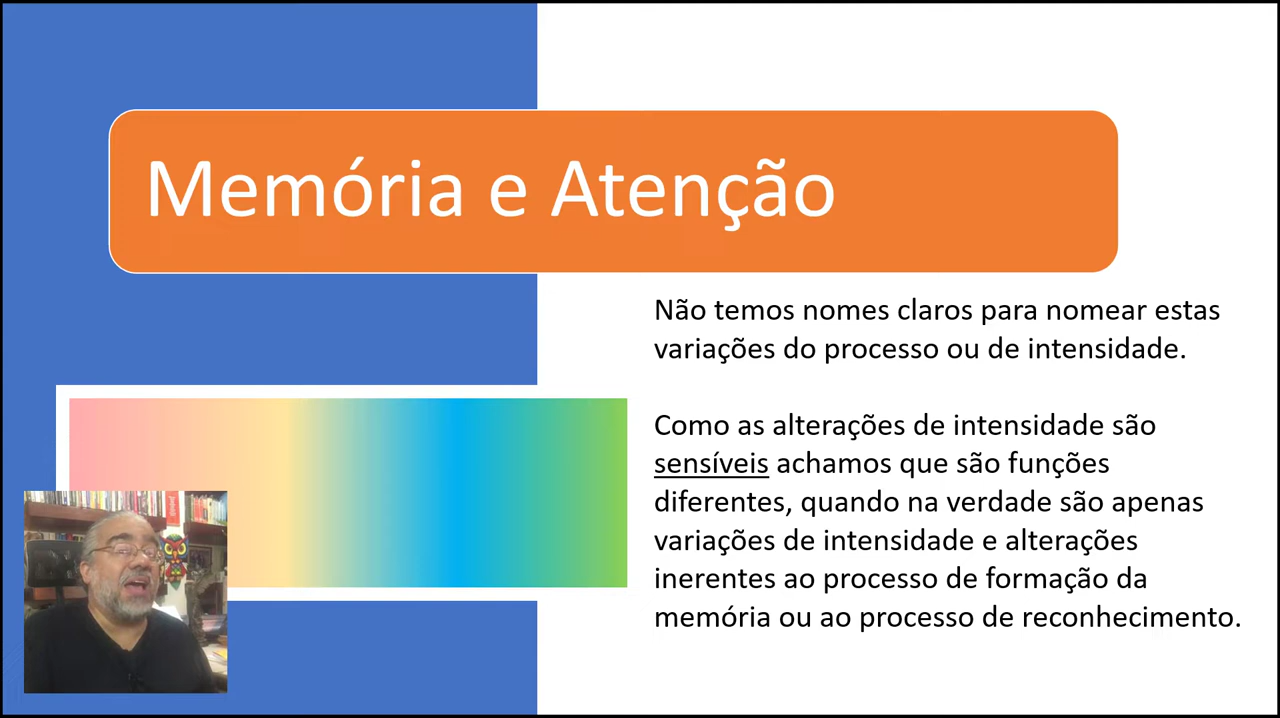 Memória e Atenção
Não temos nomes claros para nomear estas
variações do processo ou de intensidade.
Como as alterações de intensidade são
sensíveis achamos que são funções
diferentes, quando na verdade são apenas
variações de intensidade e alterações
inerentes ao processo de formação da
memória ou ao processo de reconhecimento.